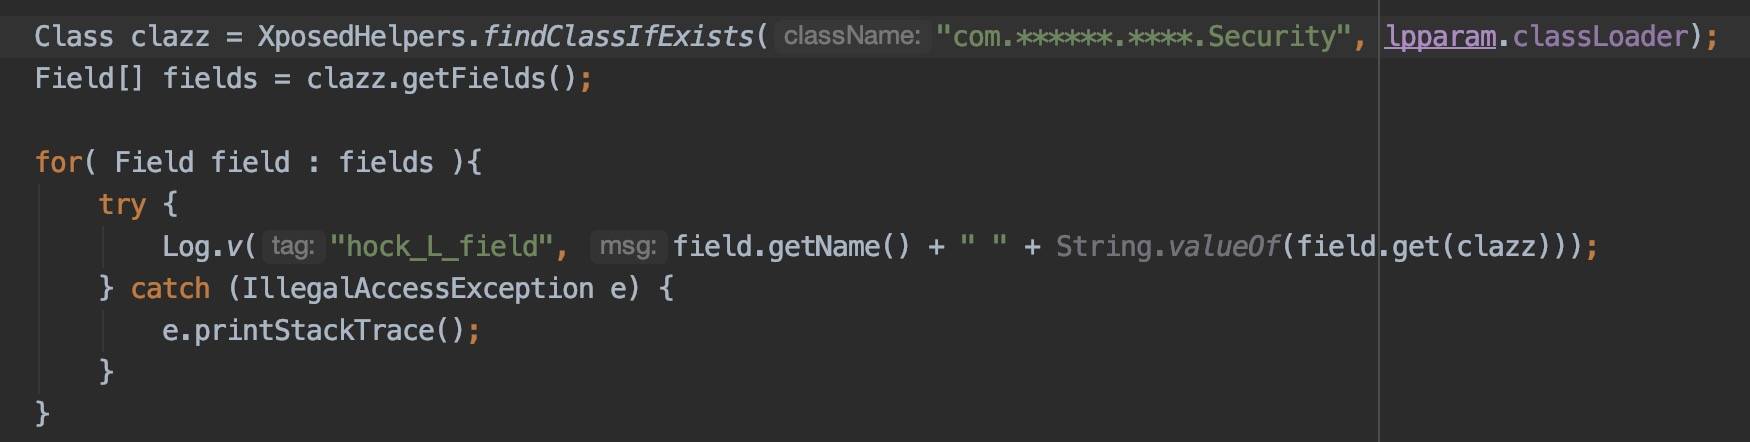 Class clazz = XposedHelpers.findClassIfExists( className: "com.******.****.Security", lpparam.classLoader);
Field[] fields = clazz.getFields();
for( Field field : fields ){
try {
Log.v( tag: "hock_L_field", msg: field.getName() + " " + String.valueOf(field.get(clazz)));
} catch (IllegalAccessException e) {
e.printStackTrace();
}
}